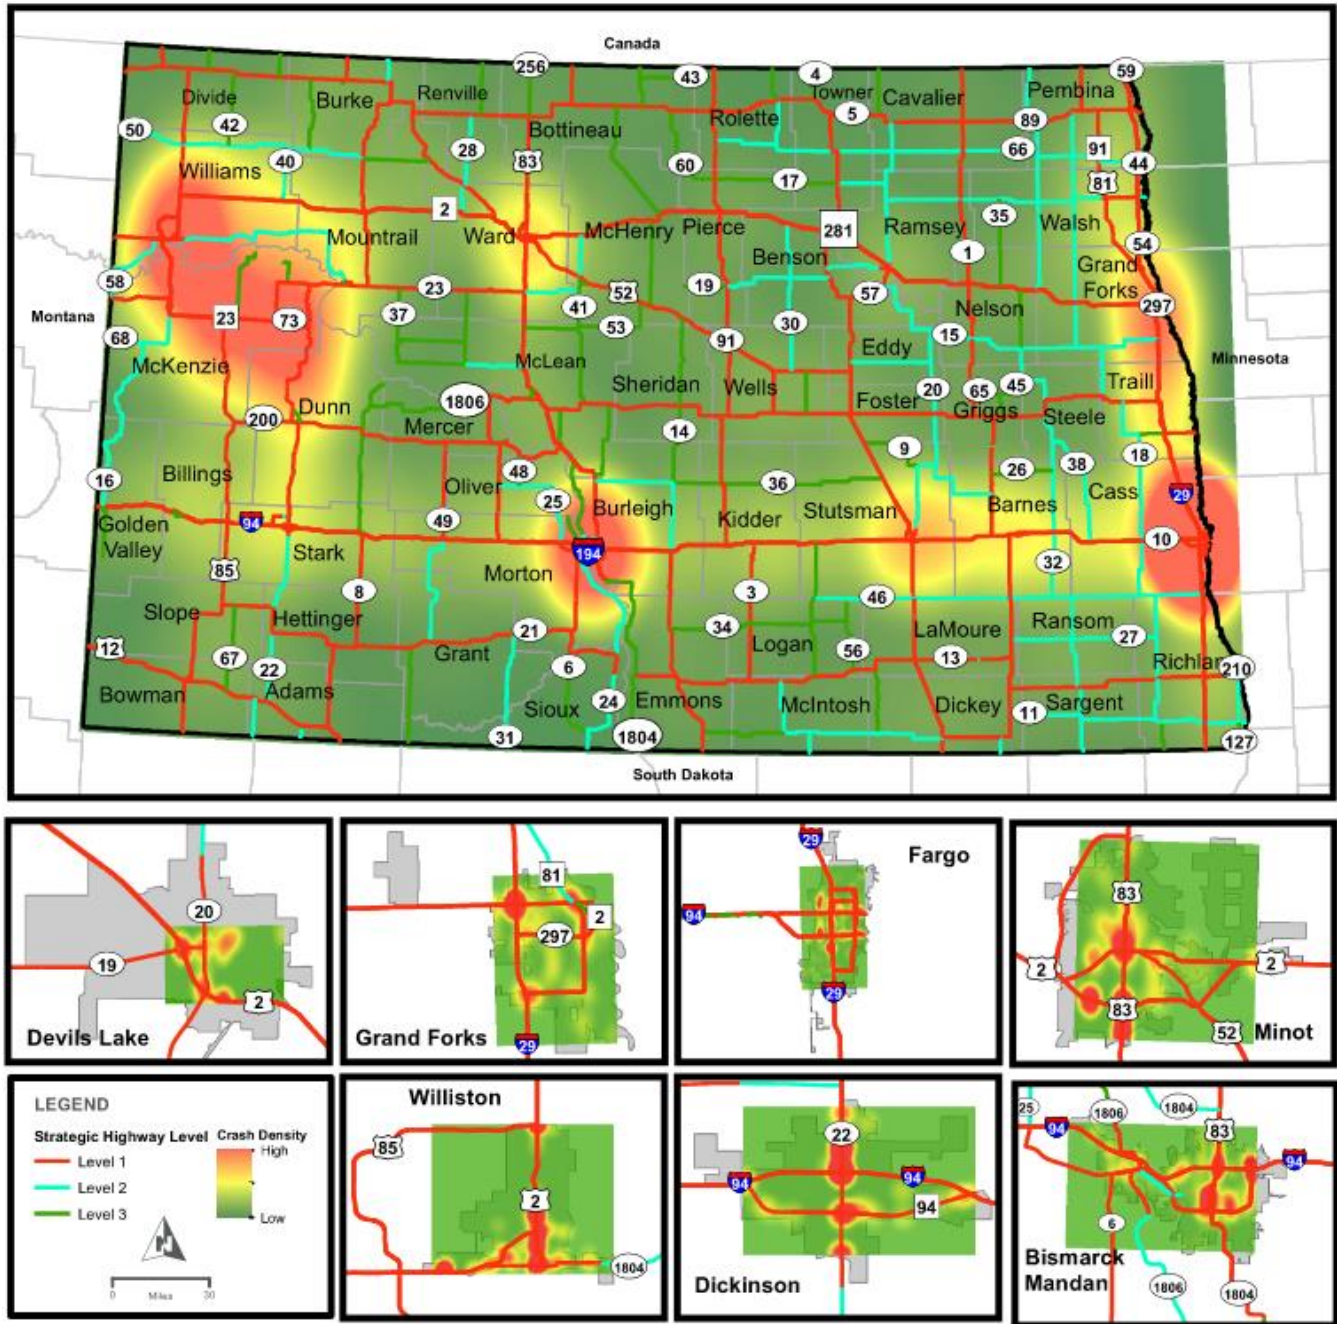 Canada
256
43
4
59
Divide
Burke
Renville
Towner
Cavalier
Pembina
50
42
Bottineau
Rolette
5
89
40
28
83
60
17
66
91
44
Williams
81
2
Mountrail
Ward
McHenry
Pierce
281
Ramsey
35
Walsh
Benson
1
54
58
23
41
52
19
57
Grand
Forks
297
Montana
23
73
37
53
30
Nelson
15
68
McKenzie
McLean
91
Eddy
Minnesota
Sheridan
Wells
20
65
45
Traill
200
Dunn
1806
Mercer
14
Foster
Griggs
Steele
16
Billings
48
Oliver
25
Burleigh
36
9
26
38
18
Cass
Barnes
29
Golden
Valley
94
49
Kidder
Stutsman
Stark
194
10
85
8
Morton
3
32
46
Slope
Hettinger
21
34
Logan
LaMoure
Ransom
27
12
67
22
Grant
6
56
13
Richlan
210
Bowman
Adams
24
Emmons
McIntosh
Dickey
11
Sargent
Sioux
31
1804
127
South Dakota
20
19
2
Devils Lake
81
2
297
Grand Forks
29
29
Fargo
94
29
83
2
2
83
52
Minot
LEGEND
Strategic Highway Level
Crash Density
Level 1
High
Level 2
Level 3
Low
N
0
30
Miles
Williston
85
2
1804
22
94
94
94
Dickinson
25
1806
1804
94
83
94
6
Bismarck
Mandan
1806
1804